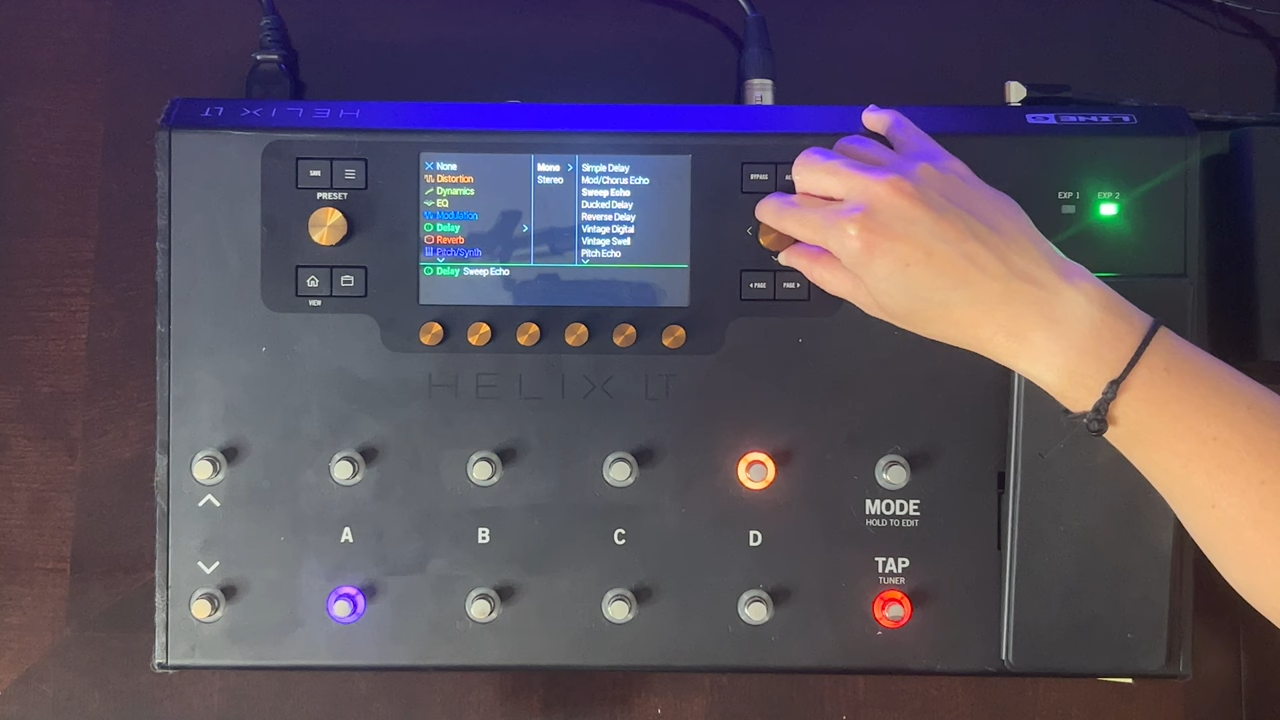 HELIX LT
LINE 6
SAVE
PRESET
VIEW
None
Distortion
Dynamics
EQ
Modulation
Delay
Reverb
Pitch/Synth
Mono
Stereo
Simple Delay
Mod/Chorus Echo
Sweep Echo
Ducked Delay
Reverse Delay
Vintage Digital
Vintage Swell
Pitch Echo
Delay Sweep Echo
BYPASS
PAGE
PAGE
EXP 1
EXP 2
HELIX LT
A
B
C
D
MODE
HOLD TO EDIT
A
TAP
TUNER